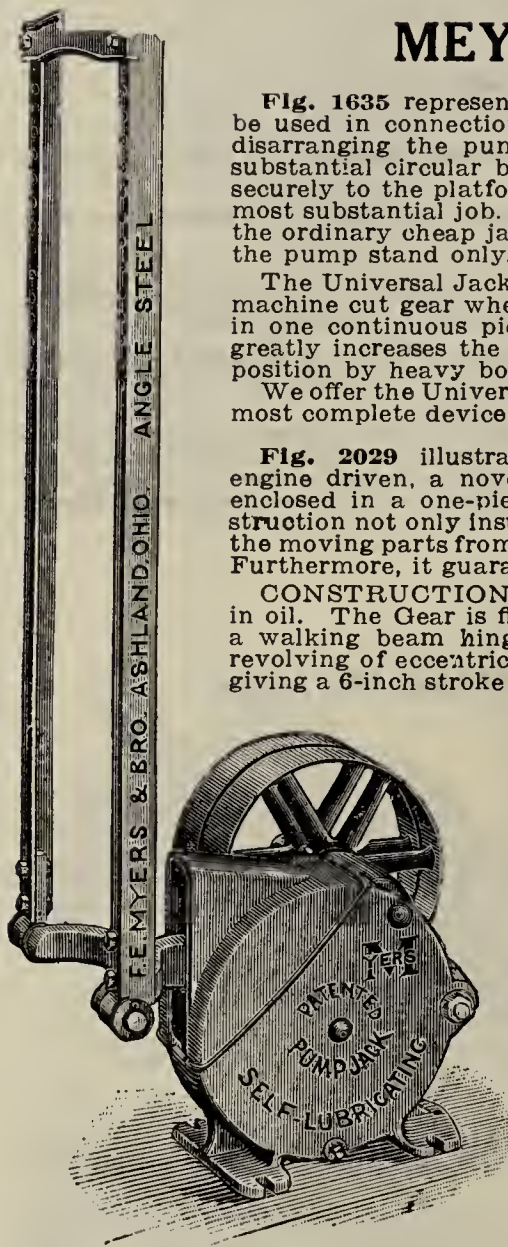 MEY
Fig. 1635 represen
be used in connectio
disarranging the pun
substantial circular b
securely to the platfo
most substantial job.
the ordinary cheap ja
the pump stand only.
The Universal Jack
machine cut gear whe
in one continuous pie
greatly increases the
position by heavy bo
We offer the Univer
most complete device
Fig. 2029 illustra
engine driven, a nov
enclosed in a one-pie
struction not only ins
the moving parts from
Furthermore, it guara
CONSTRUCTION
in oil. The Gear is fl
a walking beam hing
revolving of eccentric
giving a 6-inch stroke
F.E. MYERS & BRO. ASHLAND, OHIO. ANGLE STEEL
MYERS
PATENTED
PUMP JACK
SELF-LUBRICATING